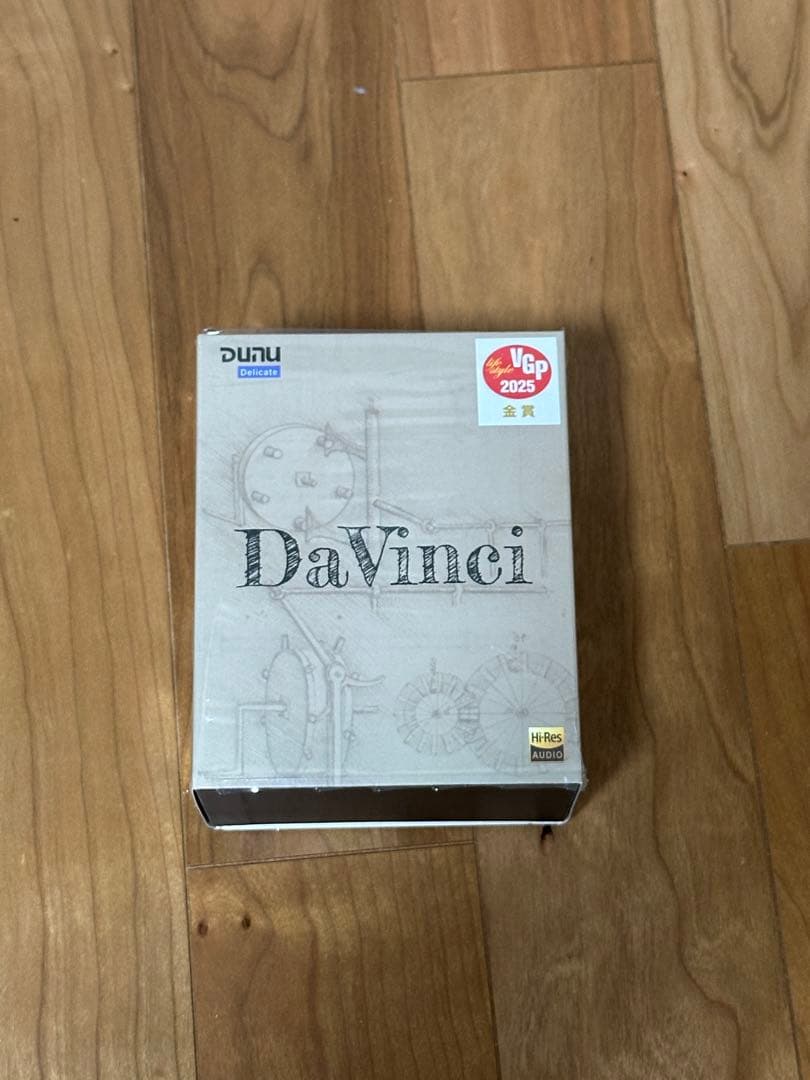 DUNU
Delicate
life style
VGP
2025
金賞
DaVinci
Hi-Res
AUDIO